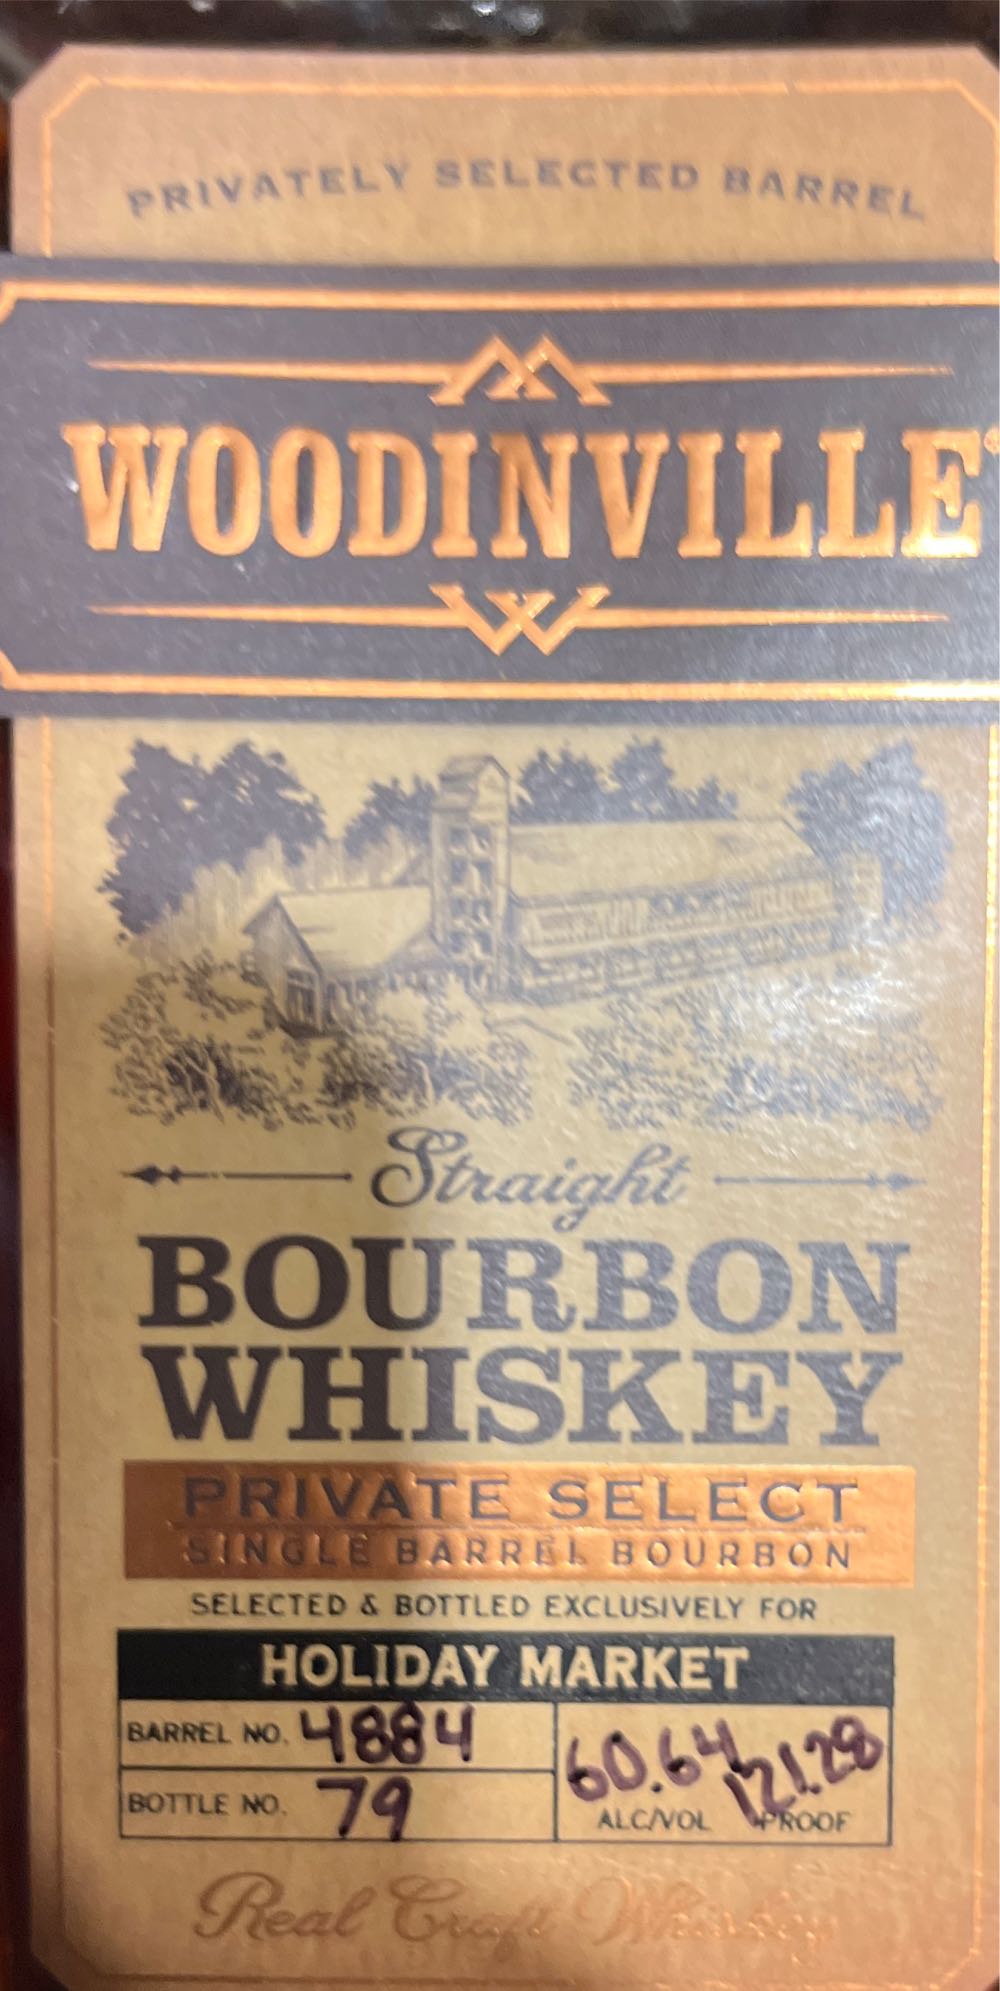 PRIVATELY SELECTED BARREL
WOODINVILLE
Straight
BOURBON
WHISKEY
PRIVATE SELECT
SINGLE BARREL BOURBON
SELECTED & BOTTLED EXCLUSIVELY FOR
HOLIDAY MARKET
BARREL NO. 4884
BOTTLE NO. 79
60.64 121.28
ALC/VOL PROOF
Real Craft Whiskey